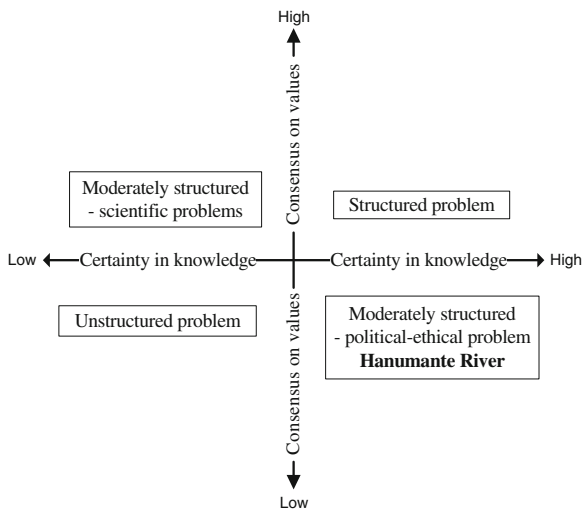 High
Consensus on values
Moderately structured
- scientific problems
Structured problem
Low
Certainty in knowledge
Certainty in knowledge
High
Unstructured problem
Moderately structured
- political-ethical problem
Hanumante River
Consensus on values
Low